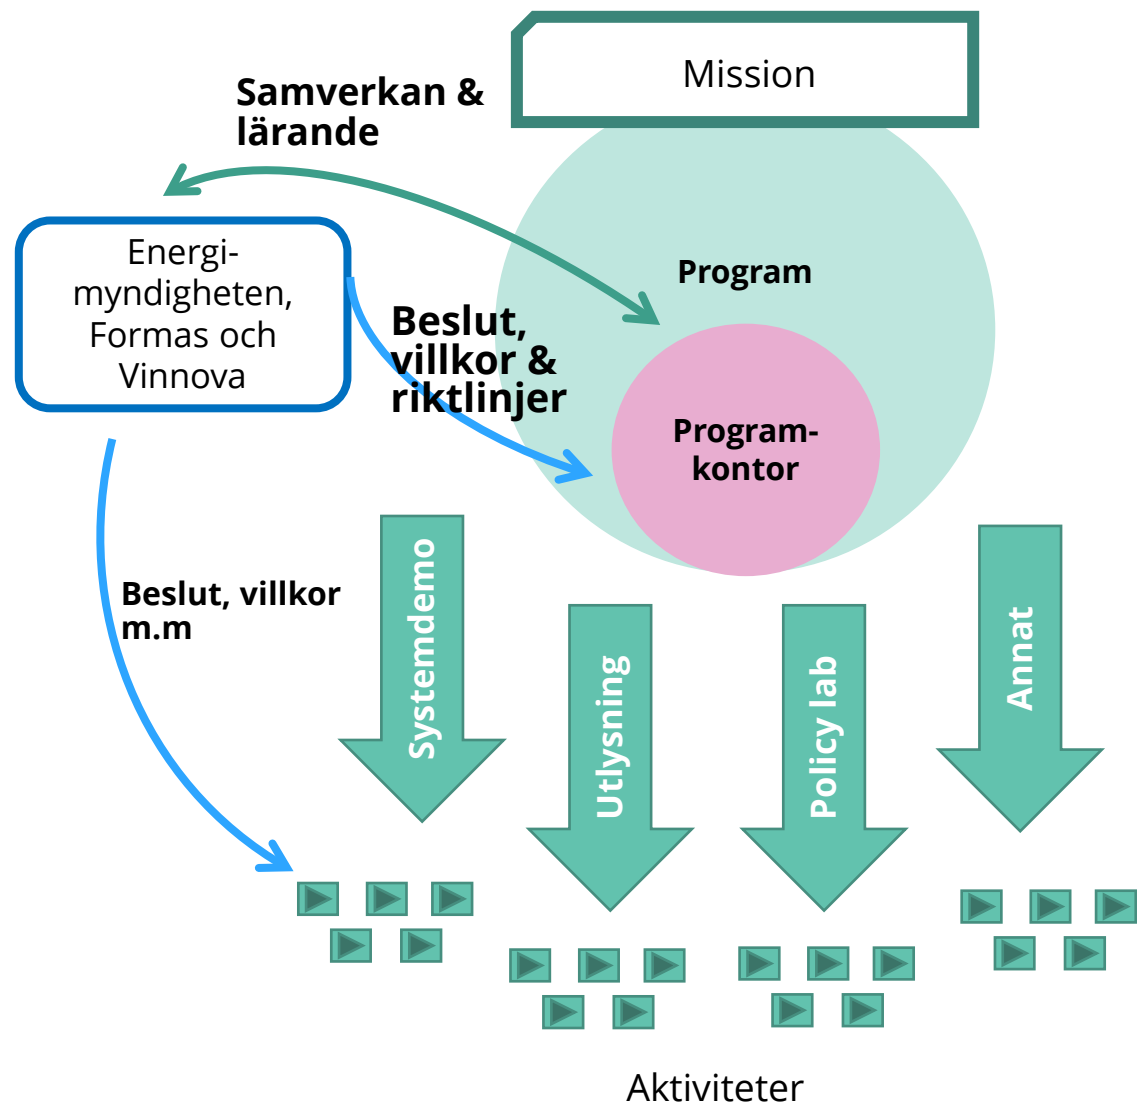 Mission
Samverkan &
lärande
Energi-
myndigheten,
Formas och
Vinnova
Program
Beslut,
villkor &
riktlinjer
Program-
kontor
Beslut, villkor
m.m
Systemdemo
Utlysning
Policy lab
Annat
Aktiviteter